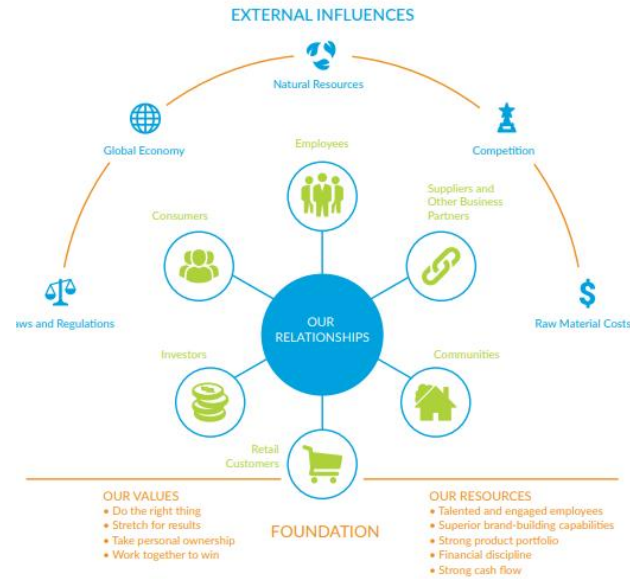 EXTERNAL INFLUENCES
Natural Resources
Global Economy
Competition
Employees
Suppliers and
Other Business
Partners
Consumers
aws and Regulations
OUR
RELATIONSHIPS
Raw Material Costs
Investors
Communities
Retail
Customers
OUR VALUES
• Do the right thing
• Stretch for results
• Take personal ownership
• Work together to win
FOUNDATION
OUR RESOURCES
• Talented and engaged employees
• Superior brand-building capabilities
• Strong product portfolio
• Financial discipline
• Strong cash flow